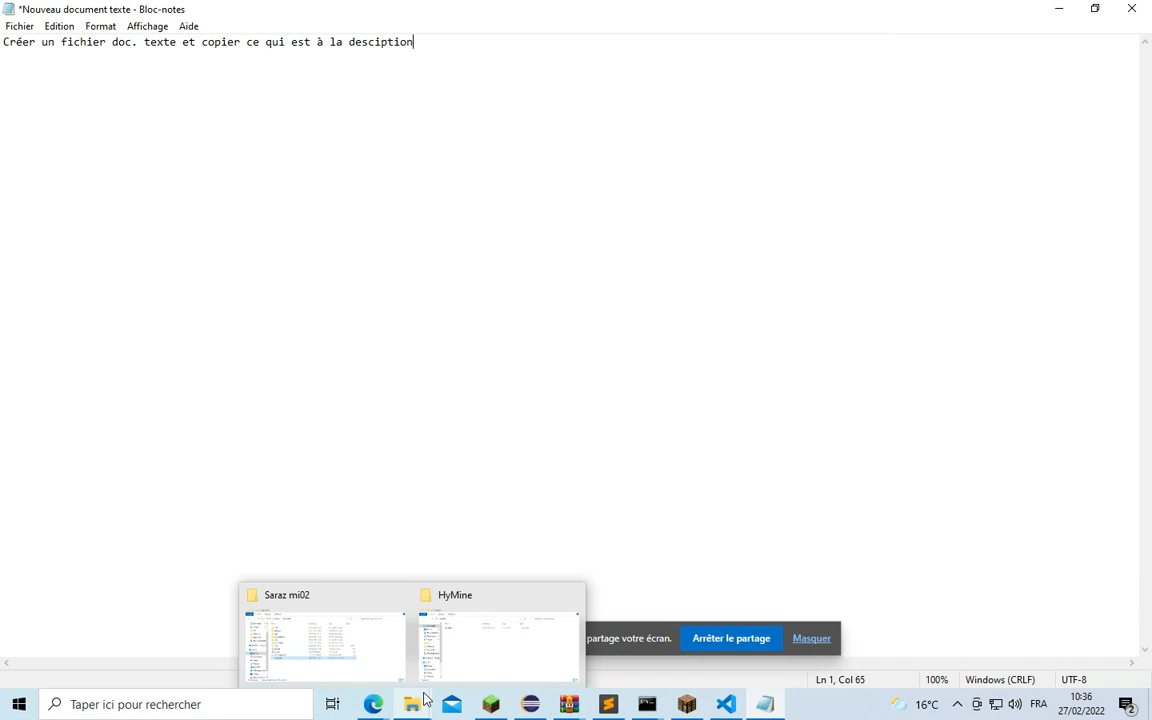 *Nouveau document texte - Bloc-notes
Fichier Edition Format Affichage Aide
Créer un fichier doc. texte et copier ce qui est à la desciption
Saraz mi02 HyMine
partage votre écran. Arrêter le partage Masquer
Ln 1, Col 65 100% Windows (CRLF) UTF-8
Taper ici pour rechercher 16°C FRA 10:36
27/02/2022 2